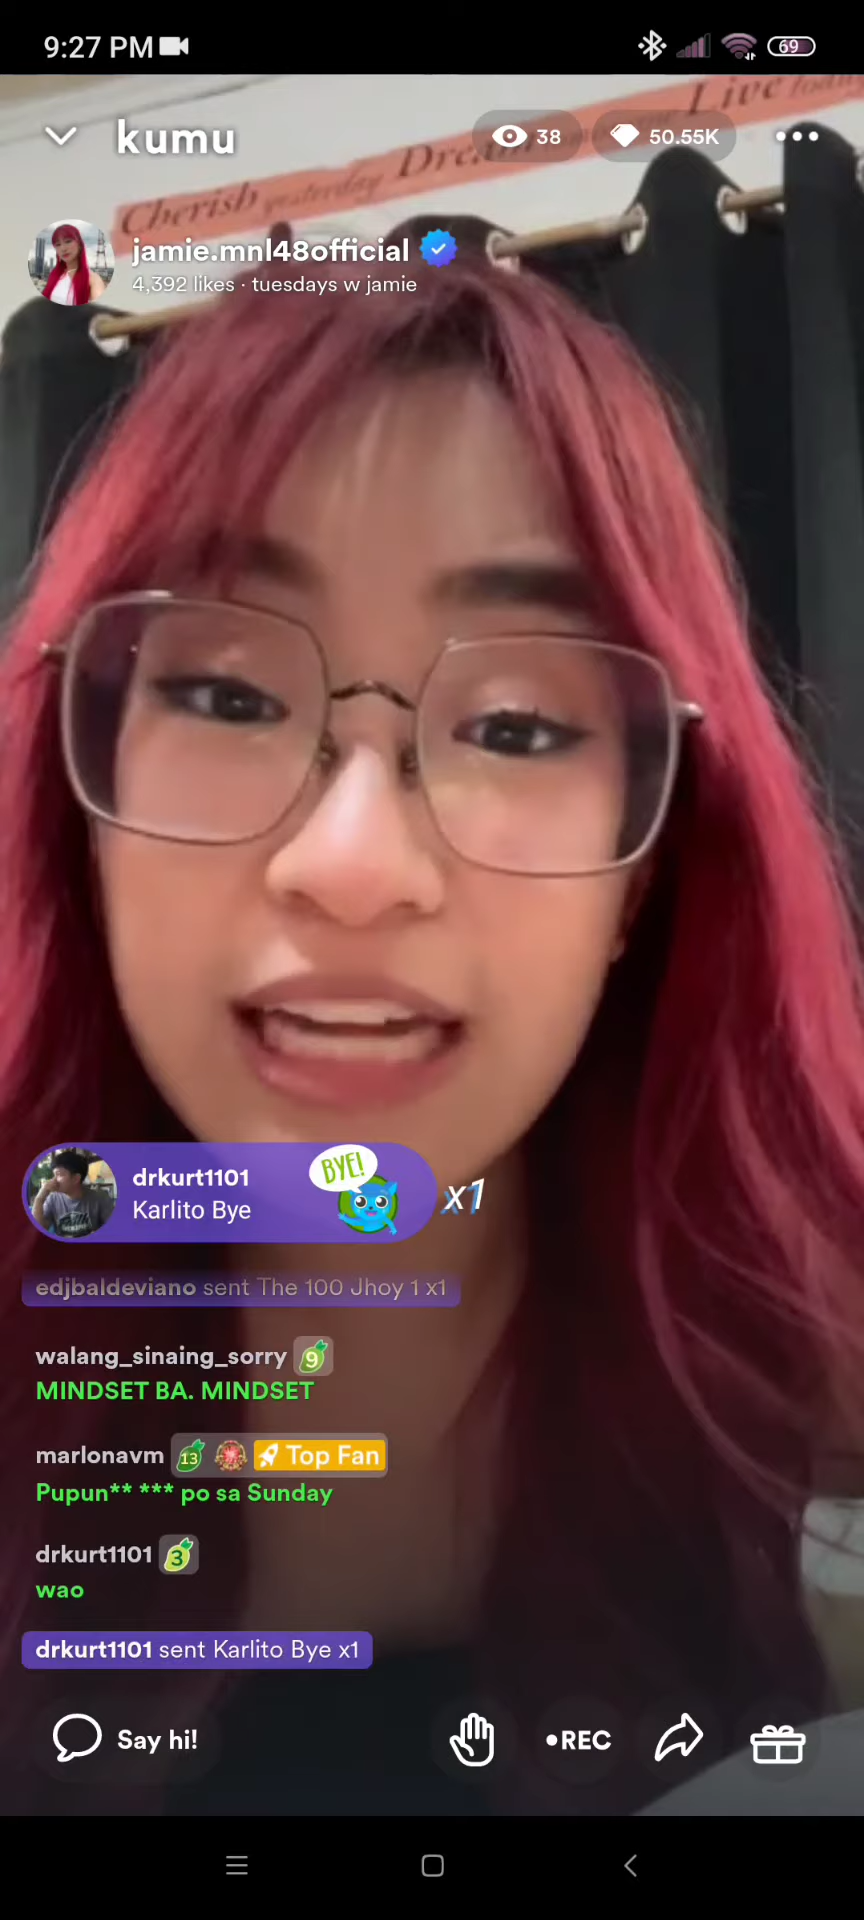 9:27 PM
69
kumu
38
50.55K
Live today
Dre
Cherish yesterday
jamie.mnl48official
4,392 likes · tuesdays w jamie
BYE!
drkurt1101
Karlito Bye
x1
edjbaldeviano sent The 100 Jhoy 1 x1
walang_sinaing_sorry 9
MINDSET BA. MINDSET
marlonavm 13 Top Fan
Pupun** *** po sa Sunday
drkurt1101 3
wao
drkurt1101 sent Karlito Bye x1
Say hi!
•REC